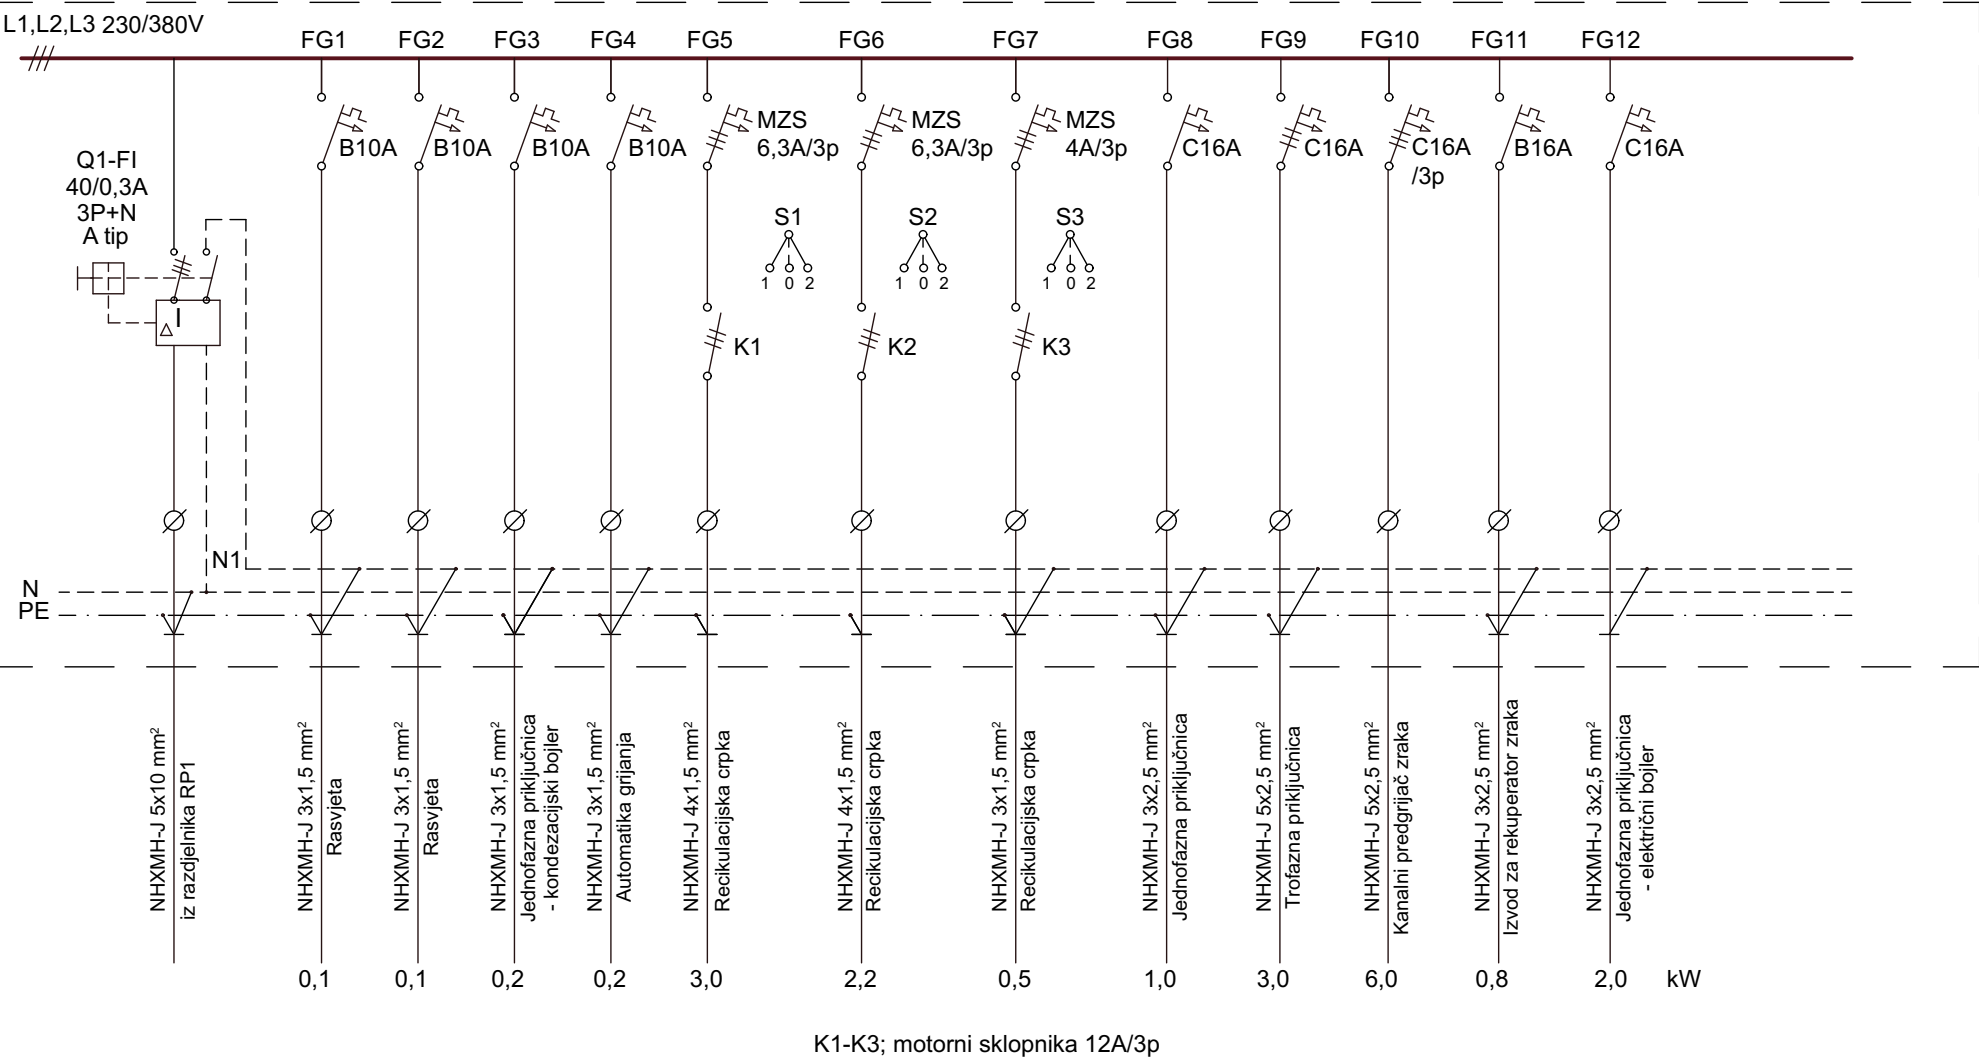 L1,L2,L3 230/380V
FG1 FG2 FG3 FG4 FG5 FG6 FG7 FG8 FG9 FG10 FG11 FG12
Q1-FI
40/0,3A
3P+N
A tip
I
B10A
B10A
B10A
B10A
MZS
6,3A/3p
MZS
6,3A/3p
MZS
4A/3p
C16A
C16A
C16A
/3p
B16A
C16A
S1
1 0 2
S2
1 0 2
S3
1 0 2
K1
K2
K3
N1
N
PE
NHXMH-J 5x10 mm²
iz razdjelnika RP1
NHXMH-J 3x1,5 mm²
Rasvjeta
NHXMH-J 3x1,5 mm²
Rasvjeta
NHXMH-J 3x1,5 mm²
Jednofazna priključnica
- kondezacijski bojler
NHXMH-J 3x1,5 mm²
Automatika grijanja
NHXMH-J 4x1,5 mm²
Recikulacijska crpka
NHXMH-J 4x1,5 mm²
Recikulacijska crpka
NHXMH-J 3x1,5 mm²
Recikulacijska crpka
NHXMH-J 3x2,5 mm²
Jednofazna priključnica
NHXMH-J 5x2,5 mm²
Trofazna priključnica
NHXMH-J 5x2,5 mm²
Kanalni predgrijač zraka
NHXMH-J 3x2,5 mm²
Izvod za rekuperator zraka
NHXMH-J 3x2,5 mm²
Jednofazna priključnica
- električni bojler
0,1 0,1 0,2 0,2 3,0 2,2 0,5 1,0 3,0 6,0 0,8 2,0 kW
K1-K3; motorni sklopnika 12A/3p